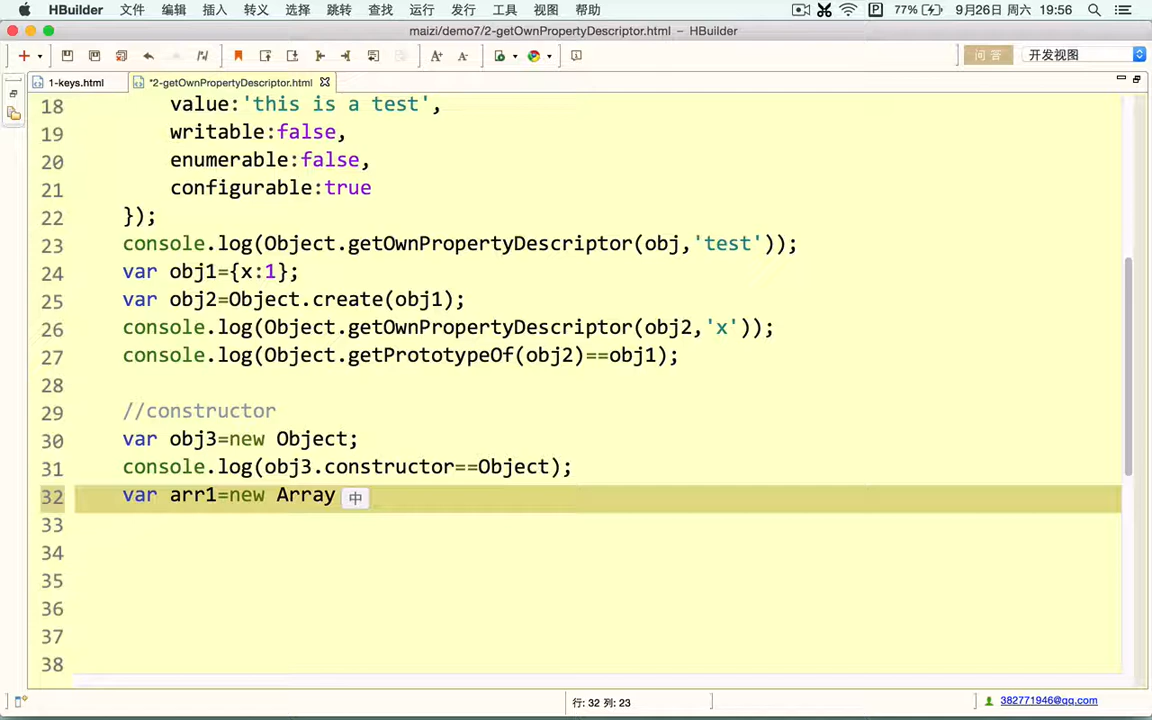 HBuilder 文件 编辑 插入 转义 选择 跳转 查找 运行 发行 工具 视图 帮助 77% 9月26日 周六 19:56
maizi/demo7/2-getOwnPropertyDescriptor.html - HBuilder
问 答 开发视图
1-keys.html *2-getOwnPropertyDescriptor.html
18 value:'this is a test',
19 writable:false,
20 enumerable:false,
21 configurable:true
22 });
23 console.log(Object.getOwnPropertyDescriptor(obj,'test'));
24 var obj1={x:1};
25 var obj2=Object.create(obj1);
26 console.log(Object.getOwnPropertyDescriptor(obj2,'x'));
27 console.log(Object.getPrototypeOf(obj2)==obj1);
28
29 //constructor
30 var obj3=new Object;
31 console.log(obj3.constructor==Object);
32 var arr1=new Array 中
33
34
35
36
37
38
行: 32 列: 23 382771946@qq.com